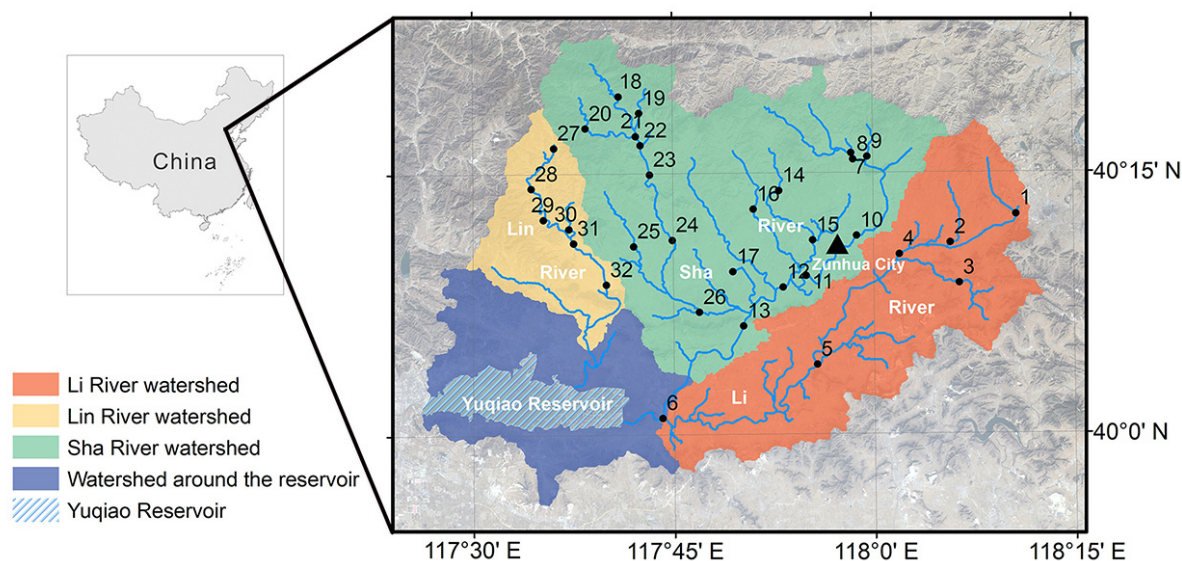 China
Li River watershed
Lin River watershed
Sha River watershed
Watershed around the reservoir
Yuqiao Reservoir
18
19
20
21
22
27
23
8
9
7
28
14
1
29
30
31
16
15
10
2
4
Lin
River
25
24
Sha
River
17
12
11
Zunhua City
3
River
32
26
13
5
Li
Yuqiao Reservoir
6
40°15' N
40°0' N
117°30' E
117°45' E
118°0' E
118°15' E